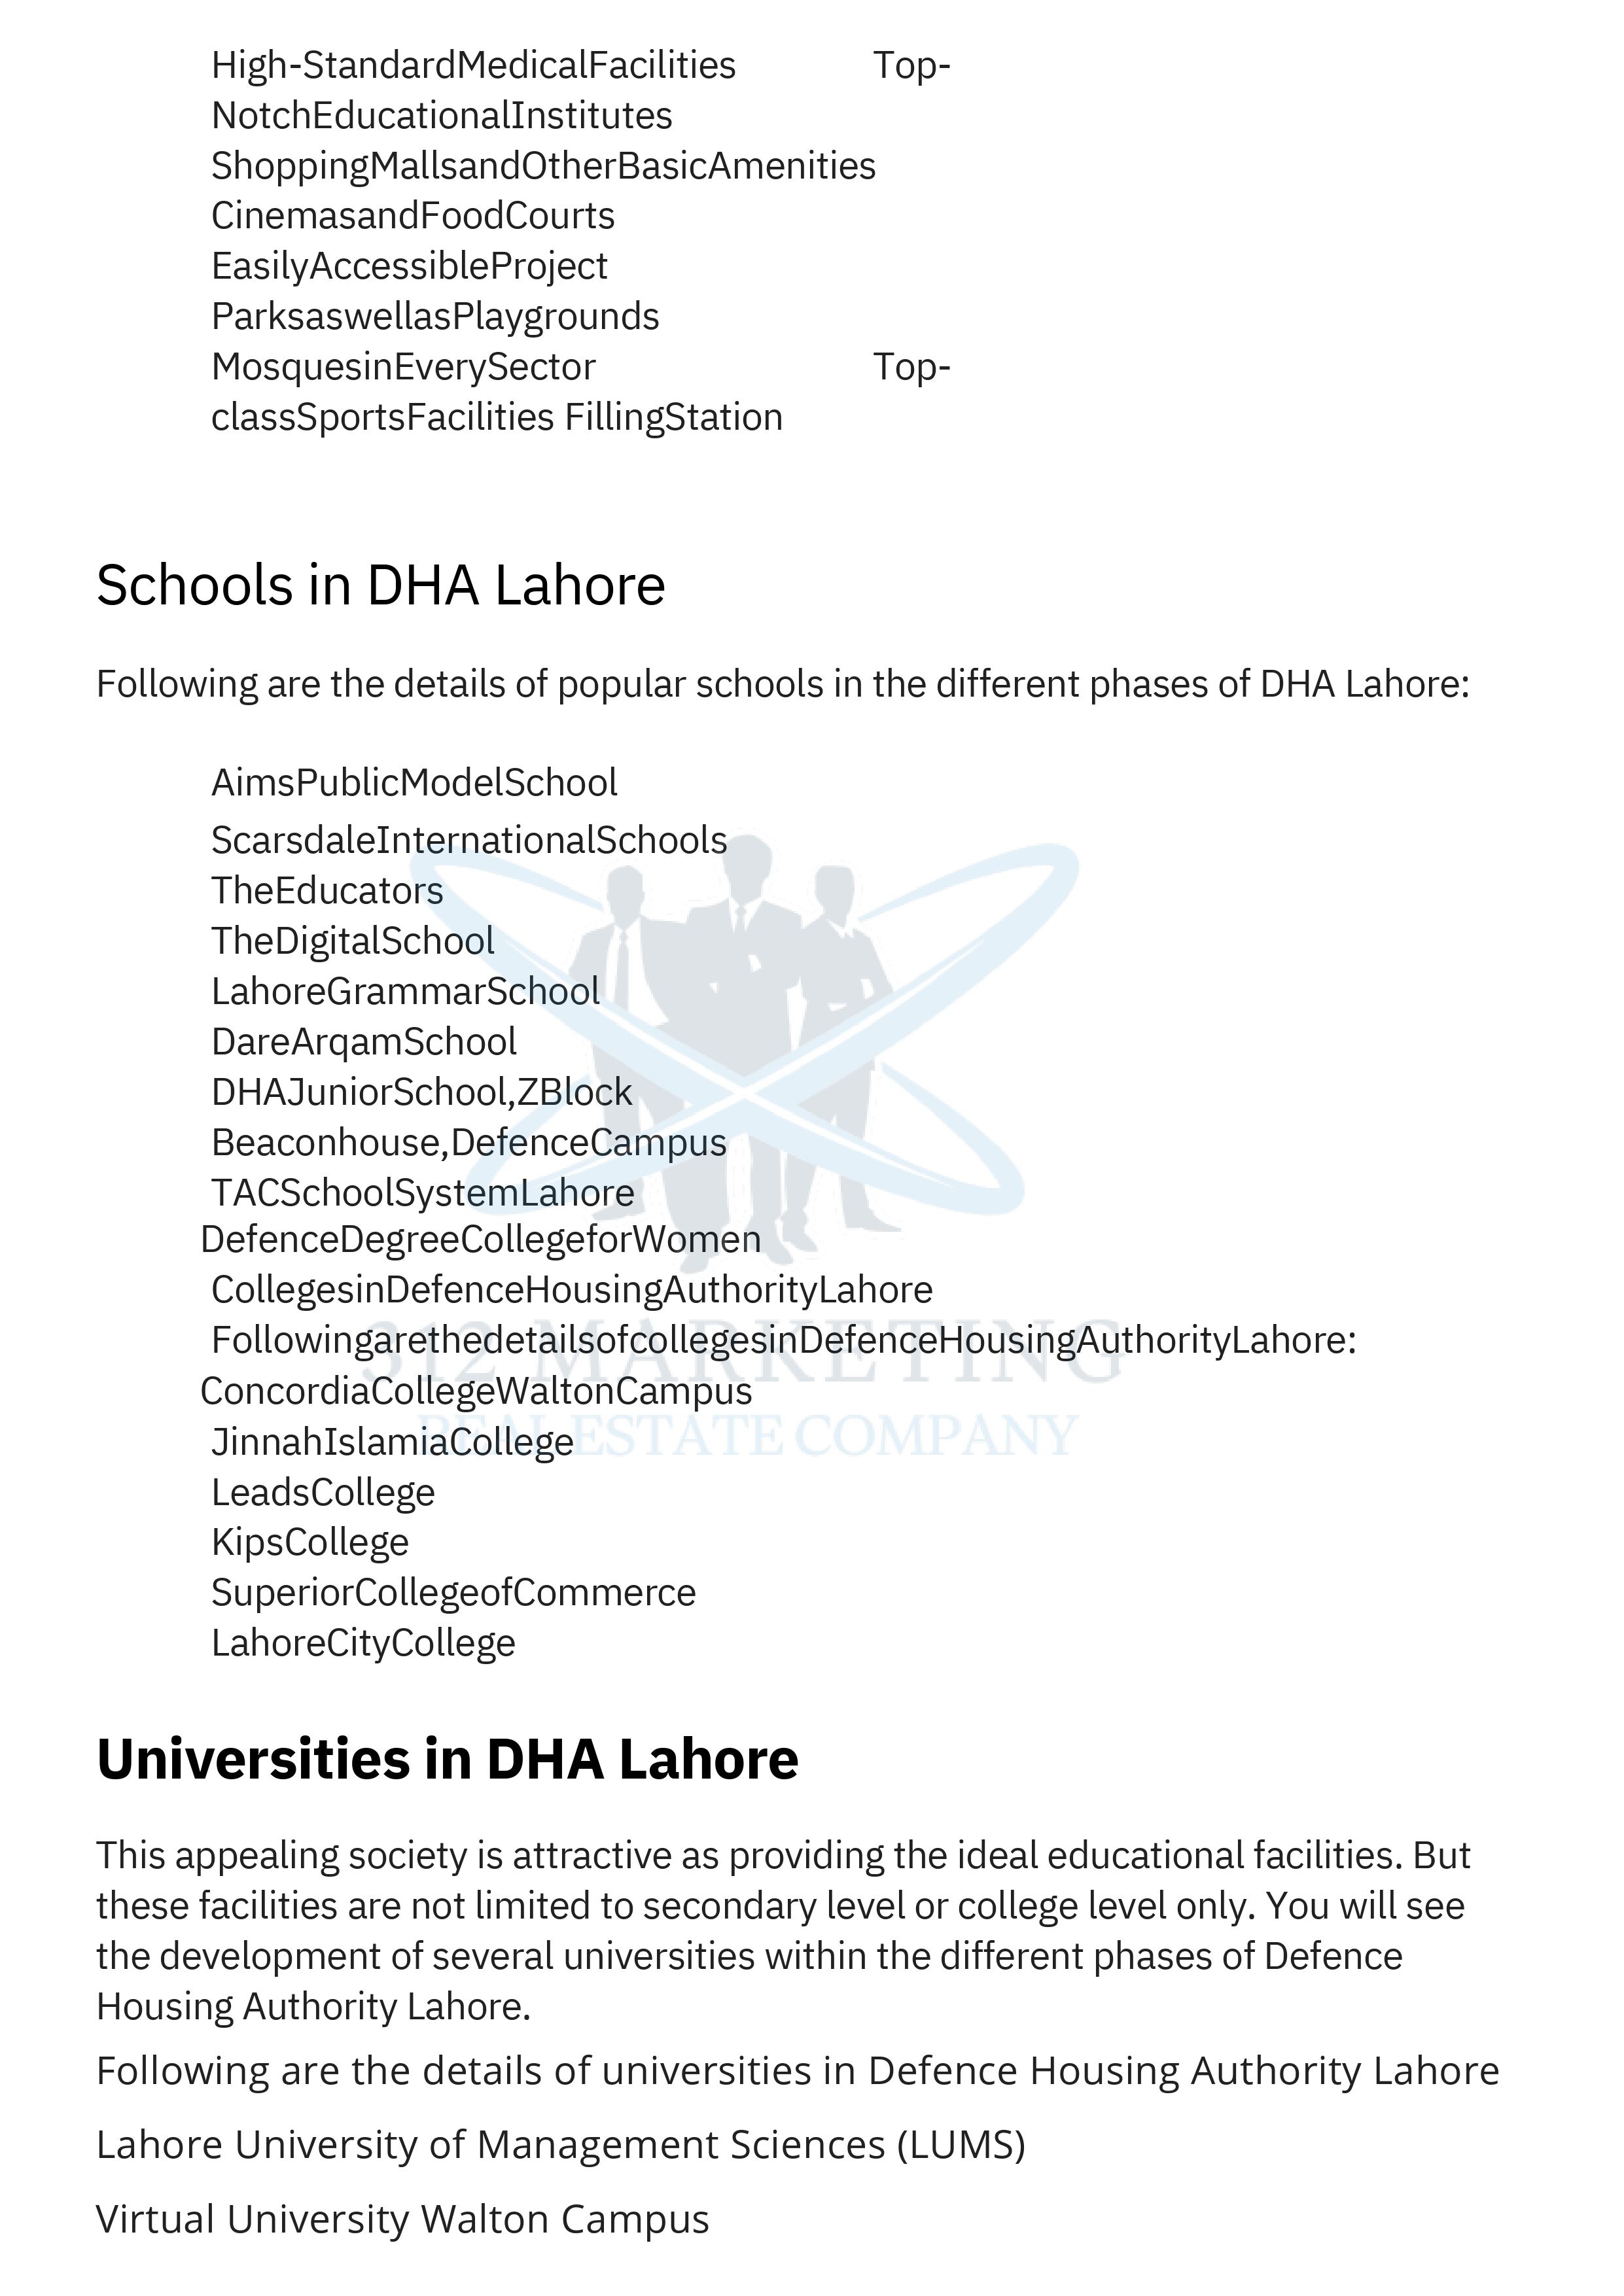 High-StandardMedicalFacilities Top-
NotchEducationalInstitutes
ShoppingMallsandOtherBasicAmenities
CinemasandFoodCourts
EasilyAccessibleProject
ParksaswellasPlaygrounds
MosquesinEverySector Top-
classSportsFacilities FillingStation
Schools in DHA Lahore
Following are the details of popular schools in the different phases of DHA Lahore:
AimsPublicModelSchool
ScarsdaleInternationalSchools
TheEducators
TheDigitalSchool
LahoreGrammarSchool
DareArqamSchool
DHAJuniorSchool,ZBlock
Beaconhouse,DefenceCampus
TACSchoolSystemLahore
DefenceDegreeCollegeforWomen
CollegesinDefenceHousingAuthorityLahore
FollowingarethedetailsofcollegesinDefenceHousingAuthorityLahore:
312 MARKETING
ConcordiaCollegeWaltonCampus
JinnahIslamiaCollege
REAL ESTATE COMPANY
LeadsCollege
KipsCollege
SuperiorCollegeofCommerce
LahoreCityCollege
Universities in DHA Lahore
This appealing society is attractive as providing the ideal educational facilities. But
these facilities are not limited to secondary level or college level only. You will see
the development of several universities within the different phases of Defence
Housing Authority Lahore.
Following are the details of universities in Defence Housing Authority Lahore
Lahore University of Management Sciences (LUMS)
Virtual University Walton Campus